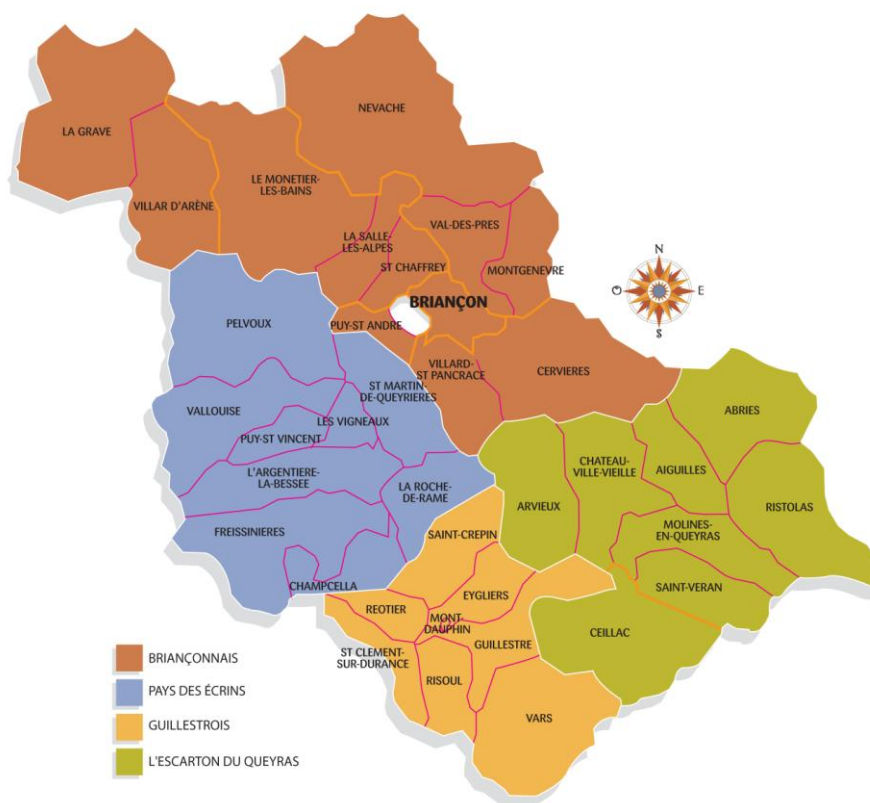 NEVACHE
LA GRAVE
LE MONETIER-
LES-BAINS
VILLAR D'ARÈNE
VAL-DES-PRES
LA SALLE-
LES-ALPES
ST CHAFFREY
MONTGENEVRE
N
O
E
S
BRIANÇON
PELVOUX
PUY-ST ANDRE
VILLARD-
ST PANCRACE
CERVIERES
ST MARTIN-
DE-QUEYRIERES
VALLOUISE
LES VIGNEAUX
ABRIES
PUY-ST VINCENT
CHATEAU-
VILLE-VIEILLE
AIGUILLES
L'ARGENTIERE-
LA-BESSEE
LA ROCHE-
DE-RAME
ARVIEUX
RISTOLAS
FREISSINIERES
SAINT-CREPIN
MOLINES-
EN-QUEYRAS
CHAMPCELLA
EYGLIERS
SAINT-VERAN
REOTIER
MONT-
DAUPHIN
GUILLESTRE
CEILLAC
ST CLEMENT-
SUR-DURANCE
RISOUL
VARS
BRIANÇONNAIS
PAYS DES ÉCRINS
GUILLESTROIS
L'ESCARTON DU QUEYRAS